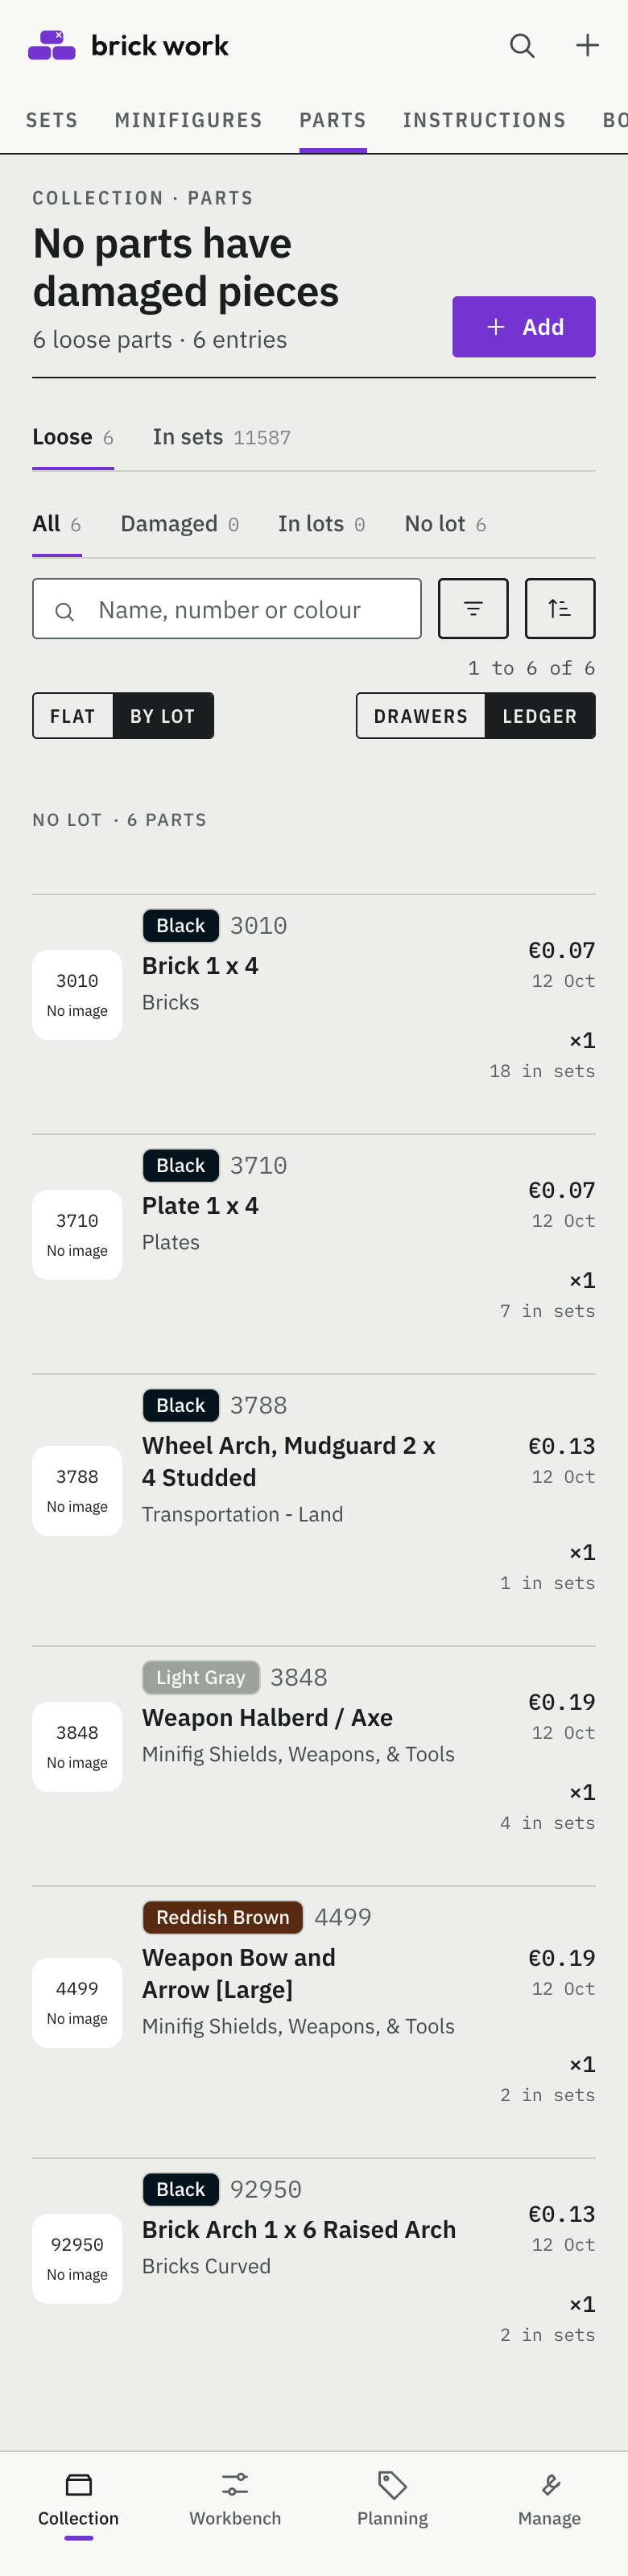 brick work
SETS MINIFIGURES PARTS INSTRUCTIONS BO
COLLECTION · PARTS
No parts have
damaged pieces
6 loose parts · 6 entries
+ Add
Loose 6 In sets 11587
All 6 Damaged 0 In lots 0 No lot 6
Name, number or colour
1 to 6 of 6
FLAT BY LOT DRAWERS LEDGER
NO LOT · 6 PARTS
Black 3010
3010
No image
Brick 1 x 4
Bricks
€0.07
12 Oct
×1
18 in sets
Black 3710
3710
No image
Plate 1 x 4
Plates
€0.07
12 Oct
×1
7 in sets
Black 3788
3788
No image
Wheel Arch, Mudguard 2 x
4 Studded
Transportation - Land
€0.13
12 Oct
×1
1 in sets
Light Gray 3848
3848
No image
Weapon Halberd / Axe
Minifig Shields, Weapons, & Tools
€0.19
12 Oct
×1
4 in sets
Reddish Brown 4499
4499
No image
Weapon Bow and
Arrow [Large]
Minifig Shields, Weapons, & Tools
€0.19
12 Oct
×1
2 in sets
Black 92950
92950
No image
Brick Arch 1 x 6 Raised Arch
Bricks Curved
€0.13
12 Oct
×1
2 in sets
Collection Workbench Planning Manage